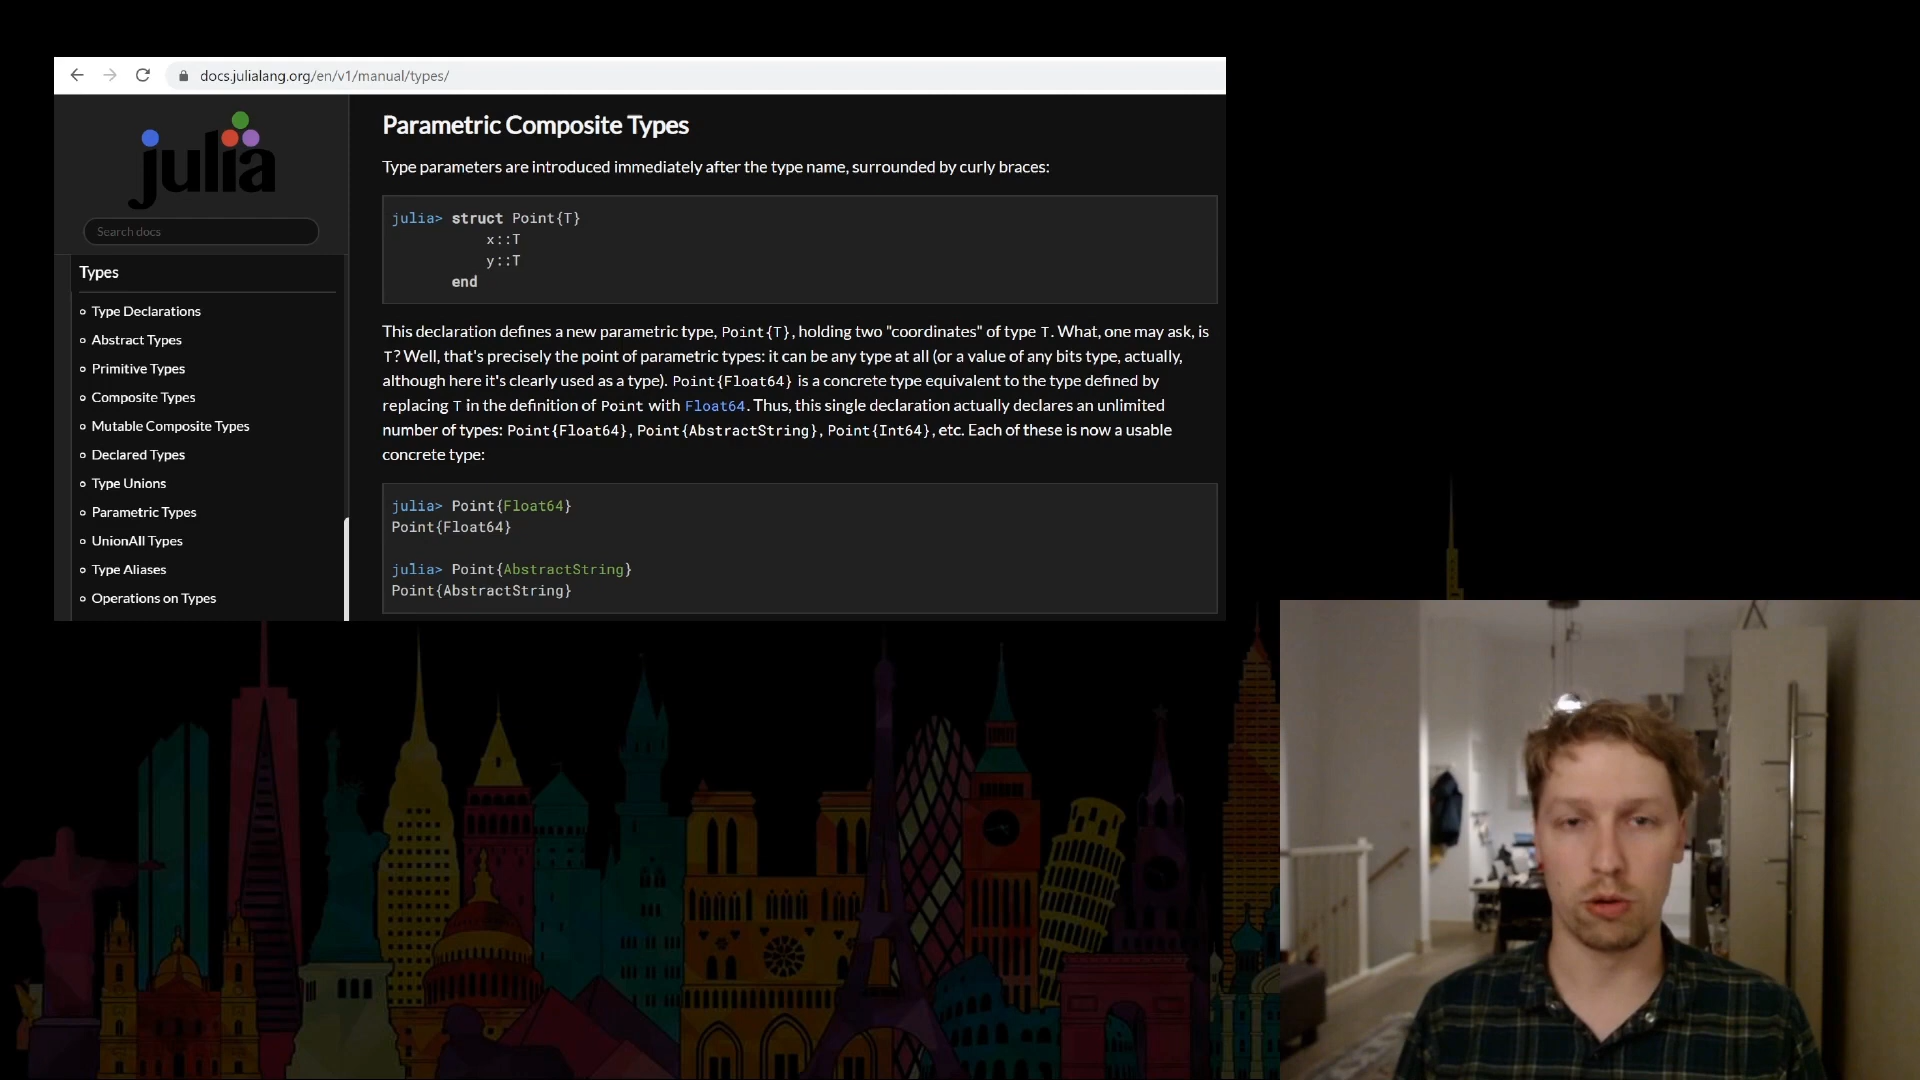 docs.julialang.org/en/v1/manual/types/
julia
Search docs
Types
Type Declarations
Abstract Types
Primitive Types
Composite Types
Mutable Composite Types
Declared Types
Type Unions
Parametric Types
UnionAll Types
Type Aliases
Operations on Types
Parametric Composite Types
Type parameters are introduced immediately after the type name, surrounded by curly braces:
julia> struct Point{T}
x::T
y::T
end
This declaration defines a new parametric type, Point{T}, holding two "coordinates" of type T. What, one may ask, is
T? Well, that's precisely the point of parametric types: it can be any type at all (or a value of any bits type, actually,
although here it's clearly used as a type). Point{Float64} is a concrete type equivalent to the type defined by
replacing T in the definition of Point with Float64. Thus, this single declaration actually declares an unlimited
number of types: Point{Float64}, Point{AbstractString}, Point{Int64}, etc. Each of these is now a usable
concrete type:
julia> Point{Float64}
Point{Float64}
julia> Point{AbstractString}
Point{AbstractString}